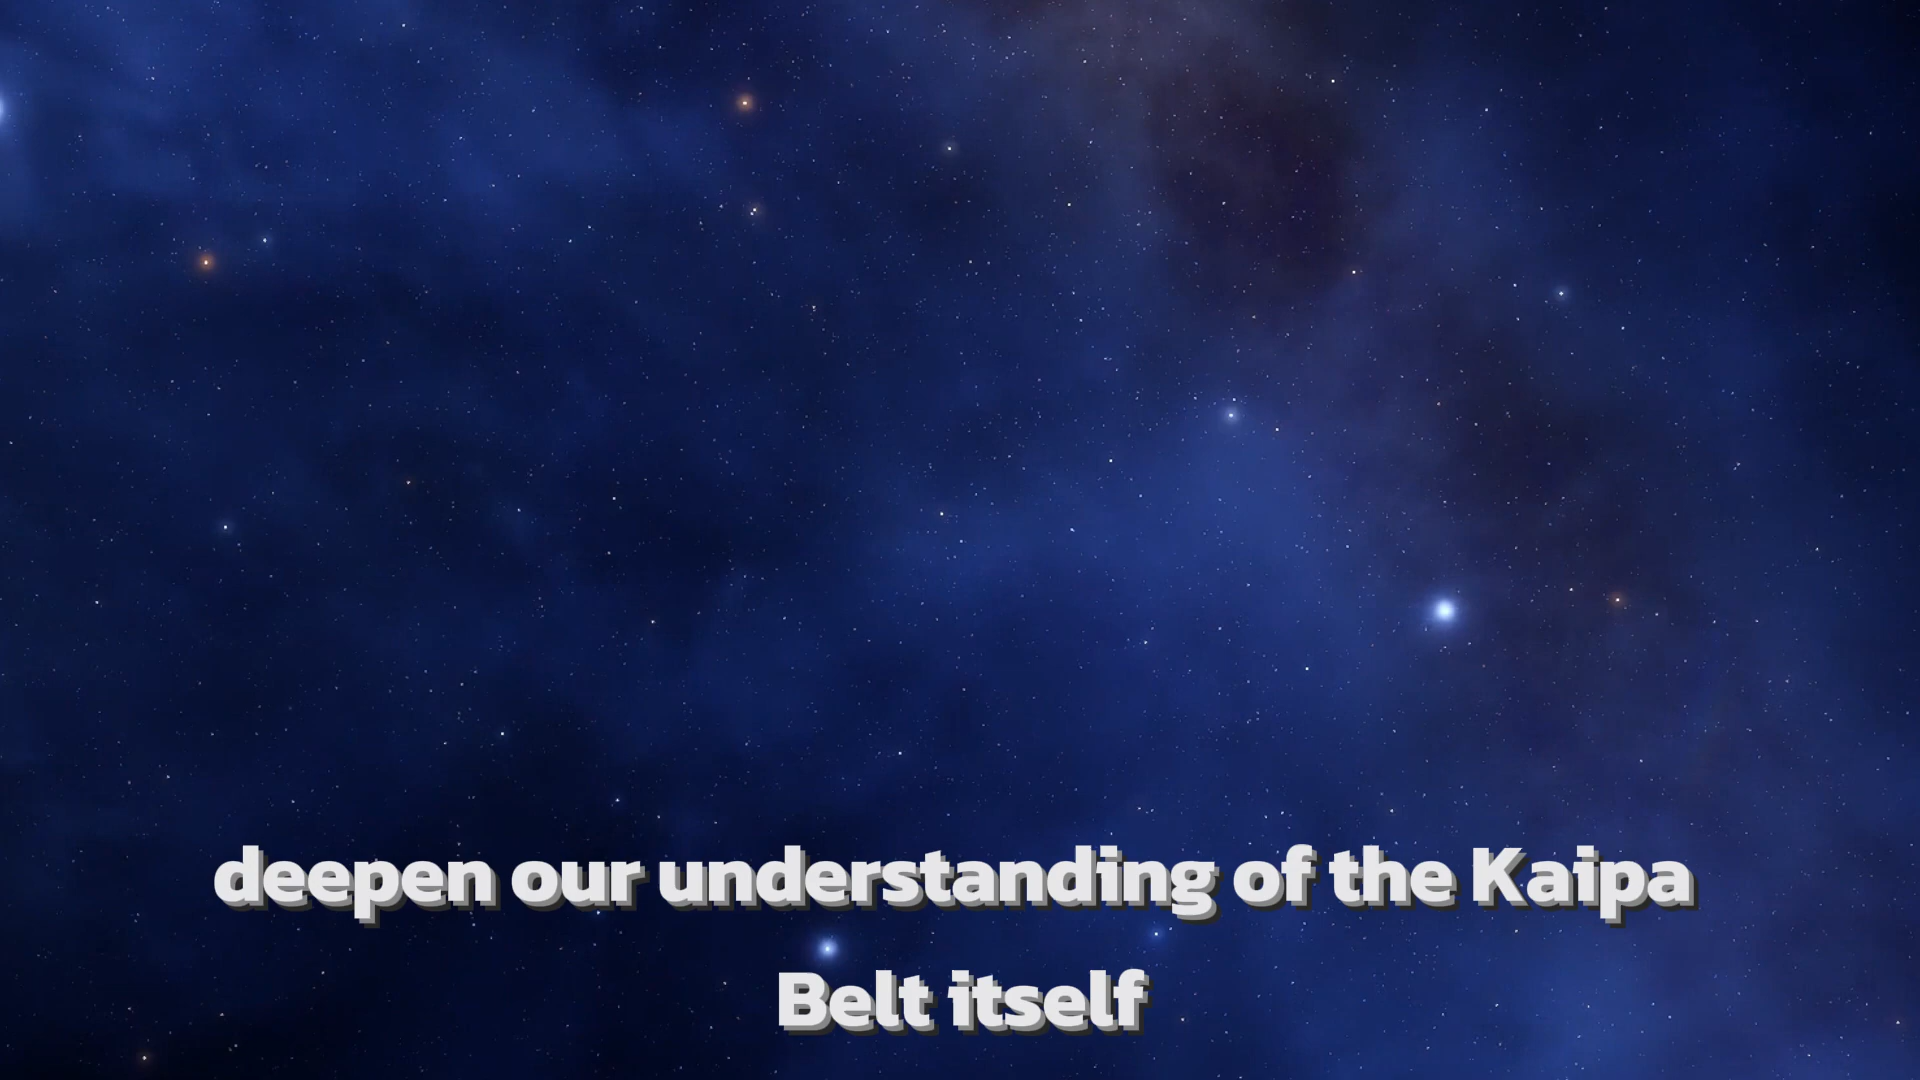 deepen our understanding of the Kaipa
Belt itself